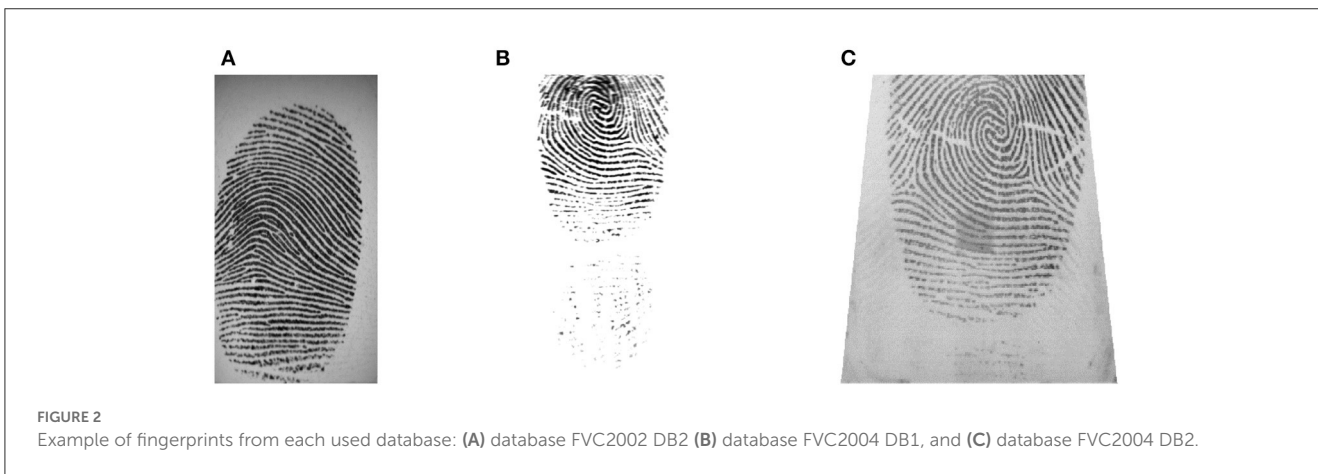 A
B
C
FIGURE 2
Example of fingerprints from each used database: (A) database FVC2002 DB2 (B) database FVC2004 DB1, and (C) database FVC2004 DB2.